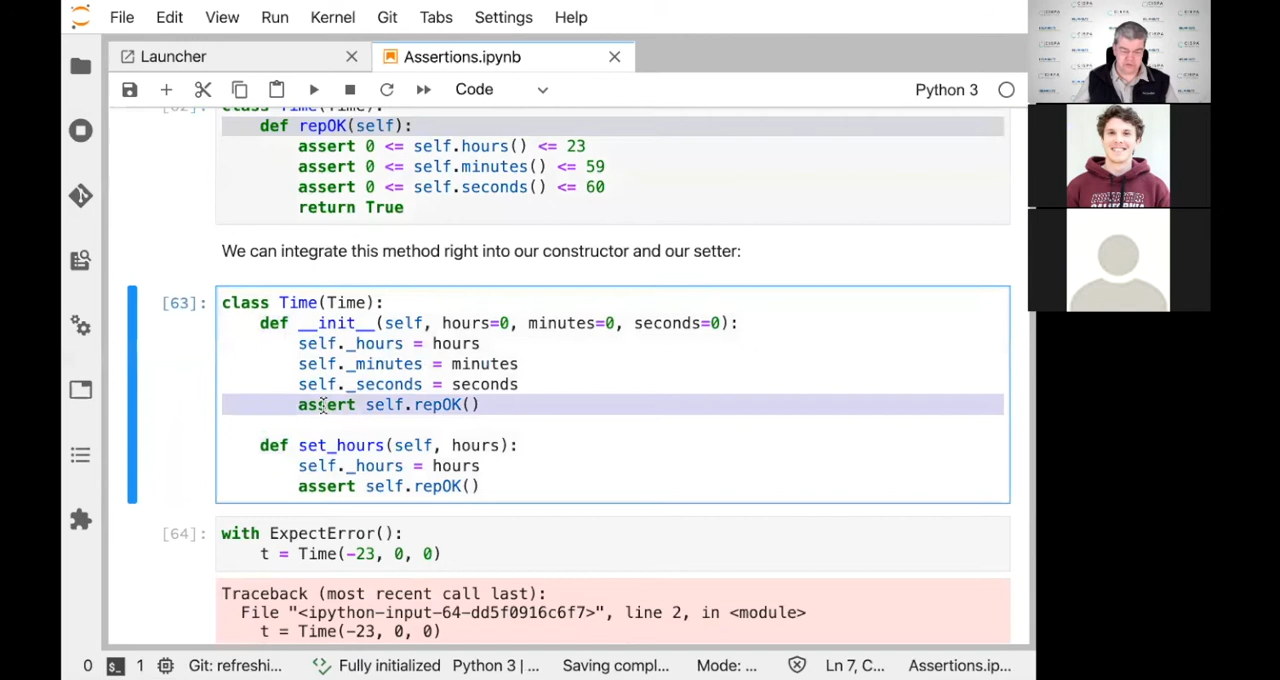 File Edit View Run Kernel Git Tabs Settings Help
Launcher
Assertions.ipynb
Code
Python 3
def repOK(self):
assert 0 <= self.hours() <= 23
assert 0 <= self.minutes() <= 59
assert 0 <= self.seconds() <= 60
return True
We can integrate this method right into our constructor and our setter:
[63]:
class Time(Time):
def __init__(self, hours=0, minutes=0, seconds=0):
self._hours = hours
self._minutes = minutes
self._seconds = seconds
assert self.repOK()
def set_hours(self, hours):
self._hours = hours
assert self.repOK()
[64]:
with ExpectError():
t = Time(-23, 0, 0)
Traceback (most recent call last):
File "<ipython-input-64-dd5f0916c6f7>", line 2, in <module>
t = Time(-23, 0, 0)
0 1 Git: refreshi... Fully initialized Python 3 | ... Saving compl... Mode: ... Ln 7, C... Assertions.ip...